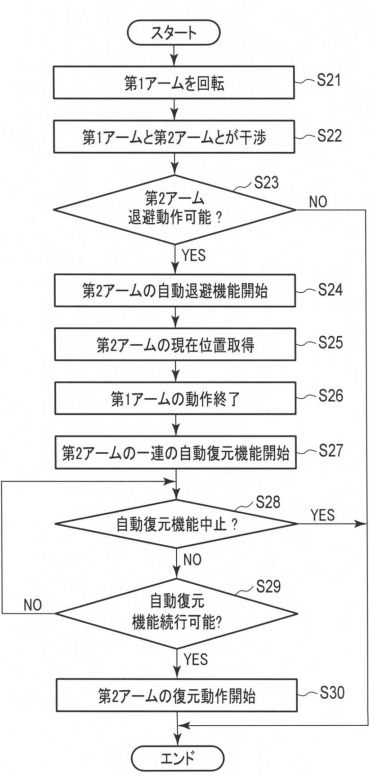 スタート
第1アームを回転
S21
第1アームと第2アームとが干渉
S22
S23
第2アーム
退避動作可能?
NO
YES
第2アームの自動退避機能開始
S24
第2アームの現在位置取得
S25
第1アームの動作終了
S26
第2アームの一連の自動復元機能開始
S27
S28
自動復元機能中止?
YES
NO
S29
自動復元
機能続行可能?
NO
YES
第2アームの復元動作開始
S30
エンド